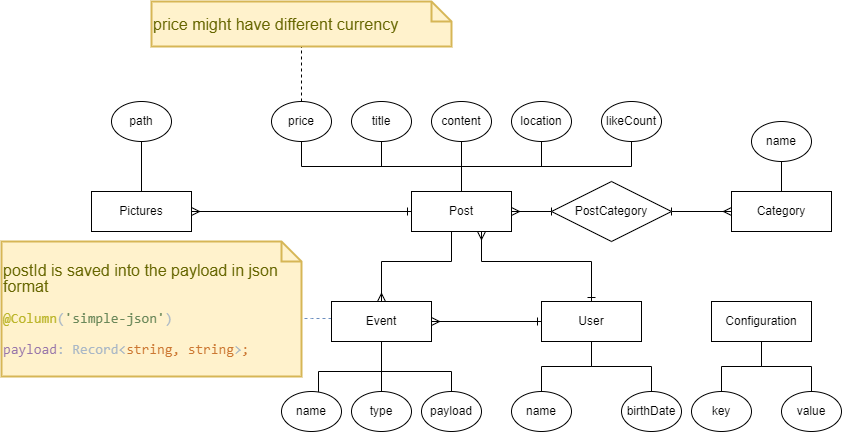 price might have different currency
path
price
title
content
location
likeCount
name
Pictures
Post
PostCategory
Category
postId is saved into the payload in json
format
@Column('simple-json')
payload: Record<string, string>;
Event
User
Configuration
name
type
payload
name
birthDate
key
value